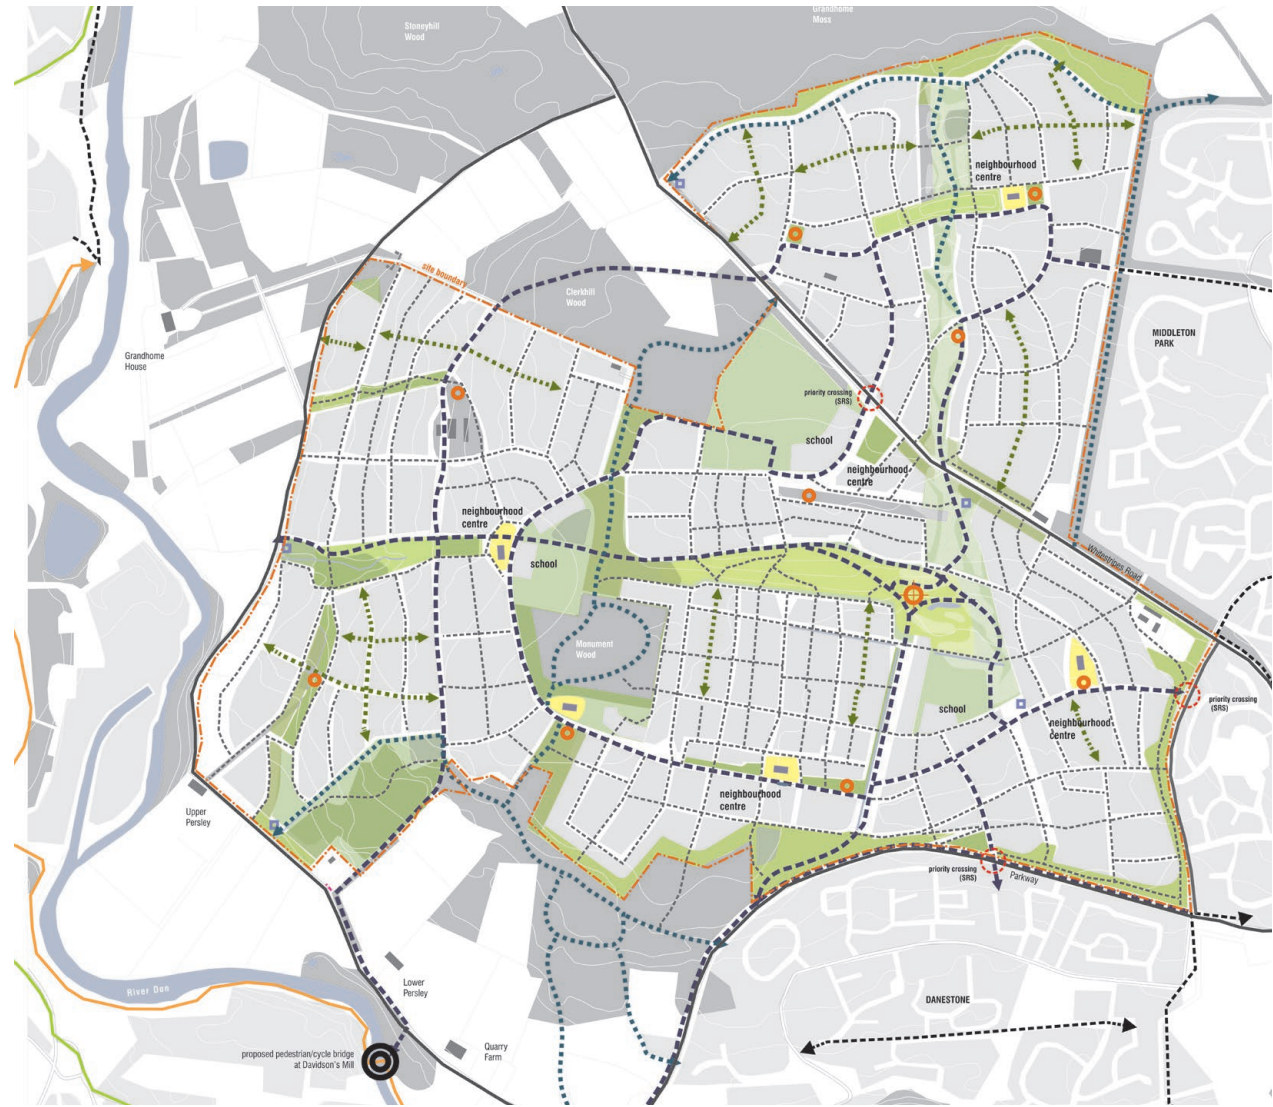 Stoneyhill
Wood
Grandhome
Moss
neighbourhood
centre
site boundary
Clerkhill
Wood
Grandhome
House
MIDDLETON
PARK
priority crossing
(SRS)
school
neighbourhood
centre
neighbourhood
centre
school
Whitestripes Road
Monument
Wood
school
priority crossing
(SRS)
neighbourhood
centre
neighbourhood
centre
Upper
Persley
priority crossing
(SRS)
Parkway
River Don
Lower
Persley
DANESTONE
Quarry
Farm
proposed pedestrian/cycle bridge
at Davidson's Mill